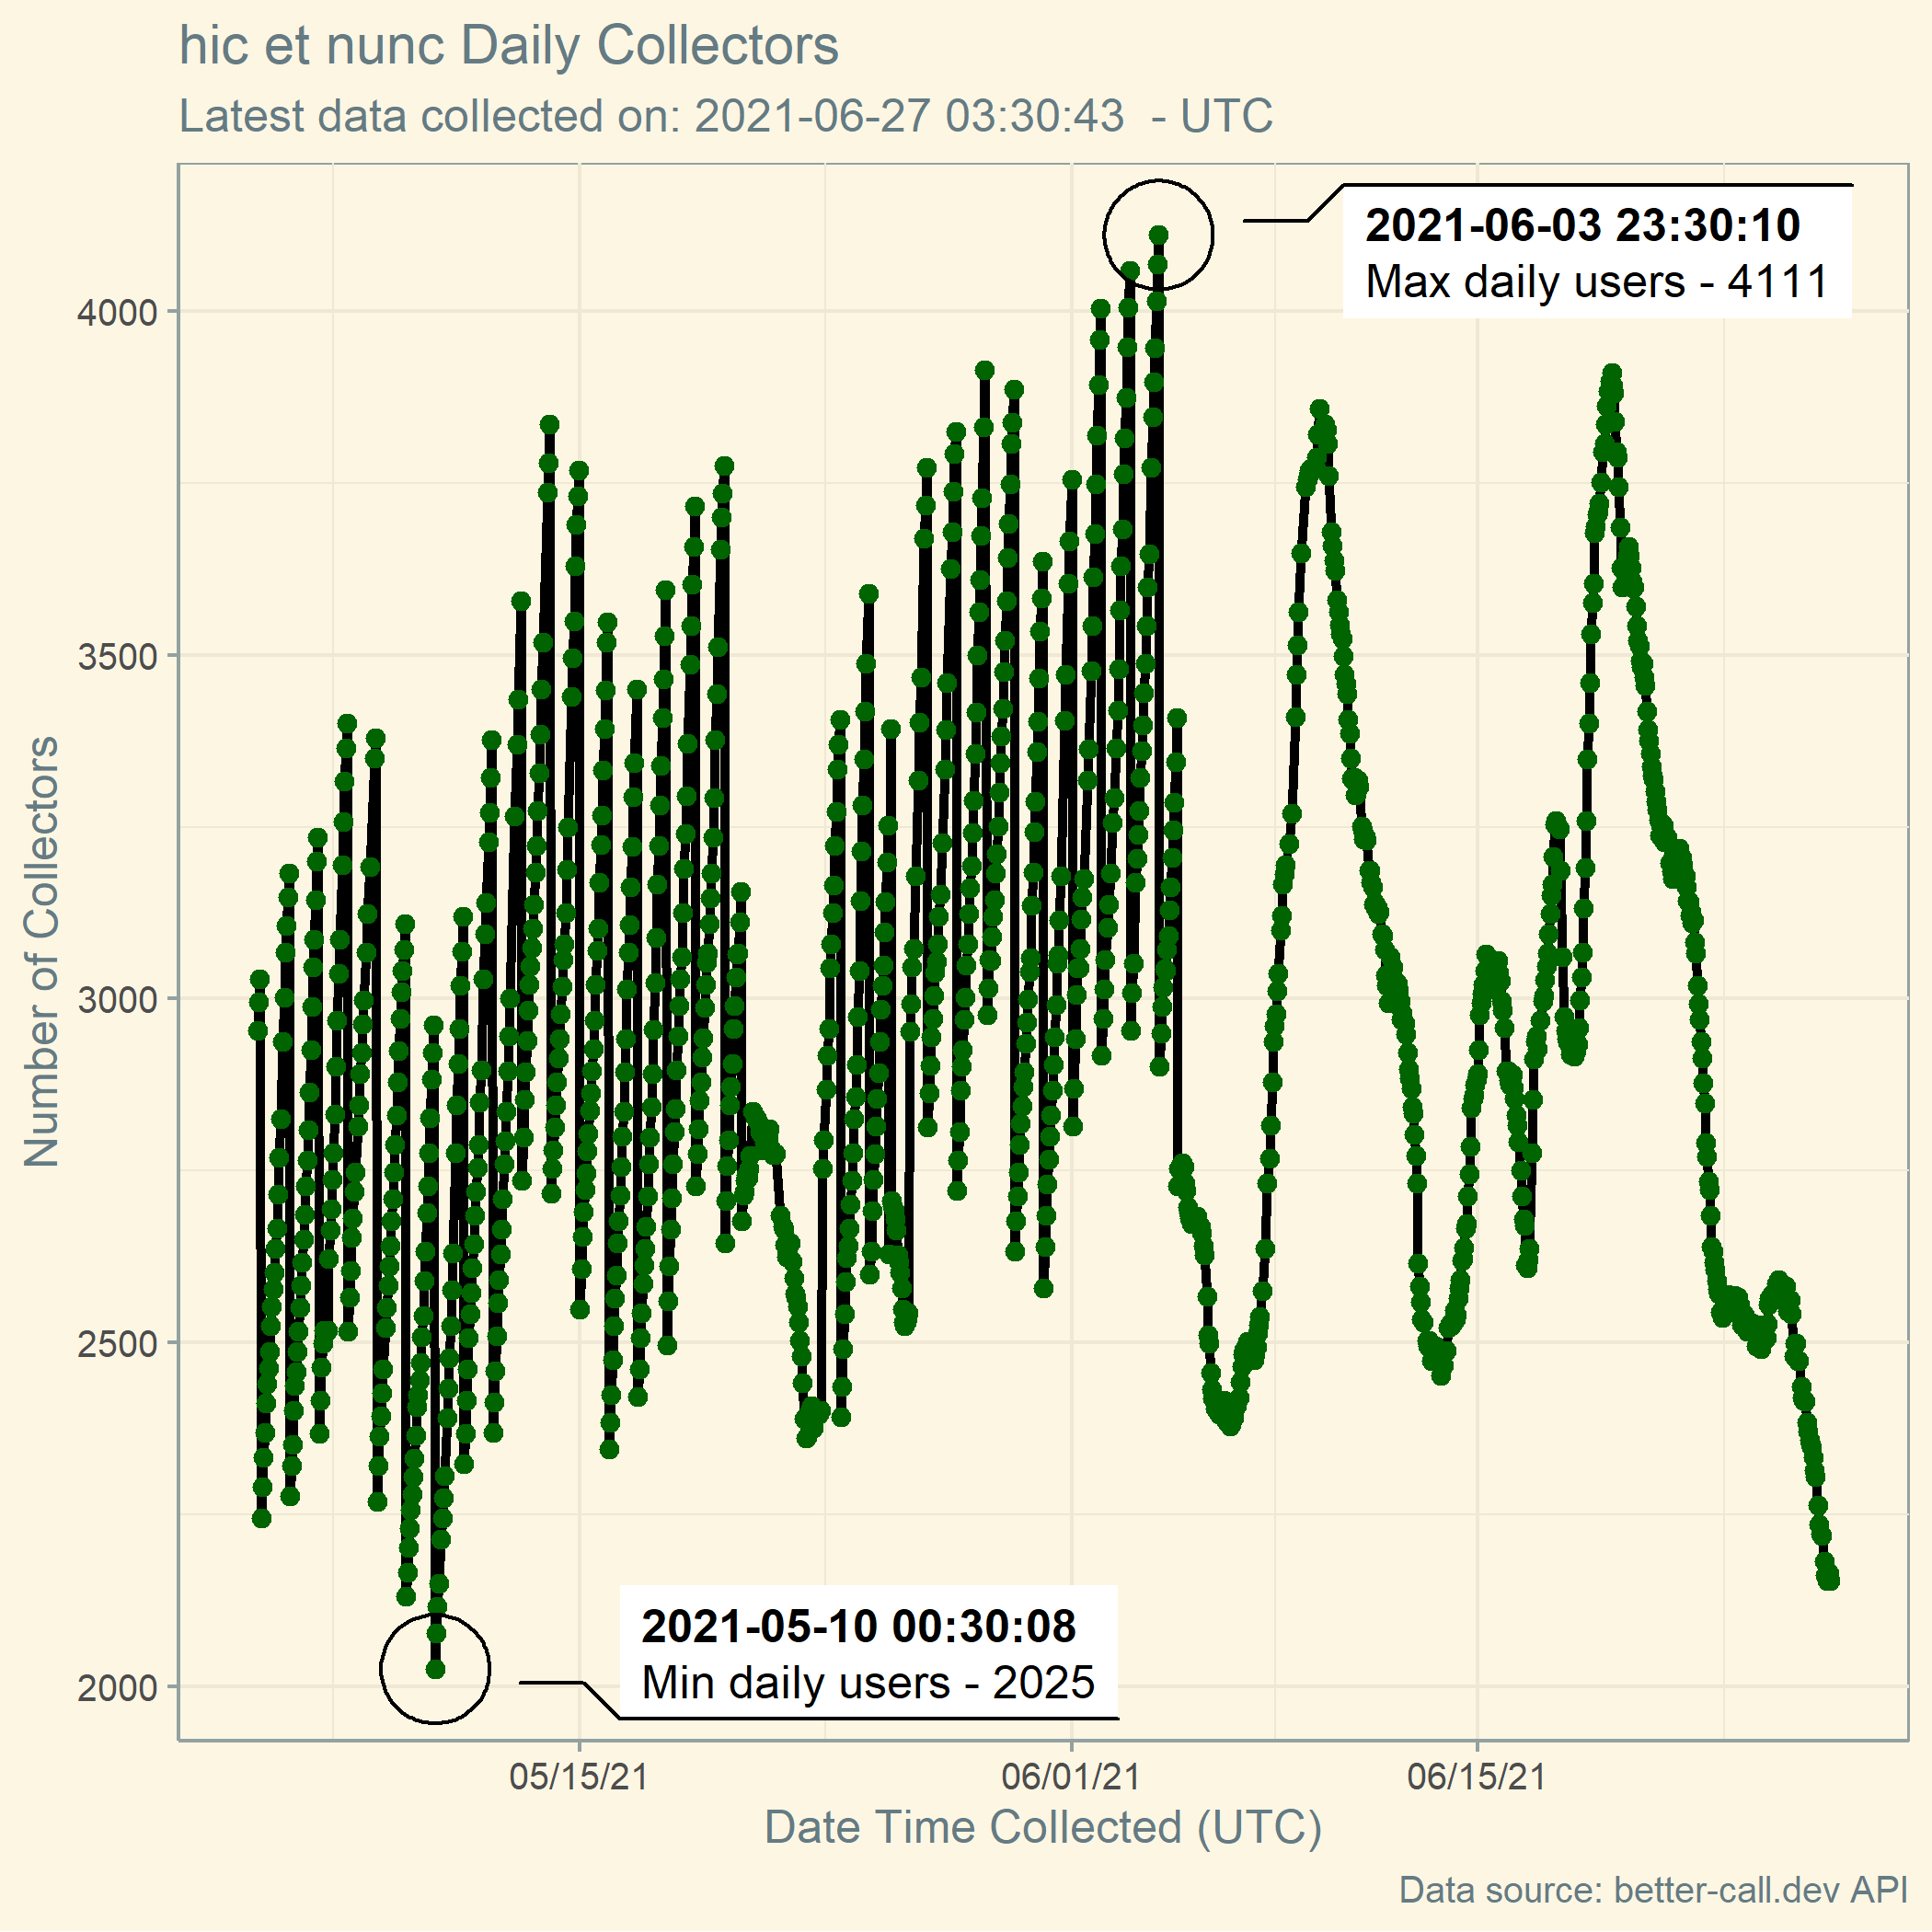 hic et nunc Daily Collectors
Latest data collected on: 2021-06-27 03:30:43  - UTC
2021-06-03 23:30:10
Max daily users - 4111
4000
3500
3000
2500
2000
Number of Collectors
2021-05-10 00:30:08
Min daily users - 2025
05/15/21
06/01/21
06/15/21
Date Time Collected (UTC)
Data source: better-call.dev API